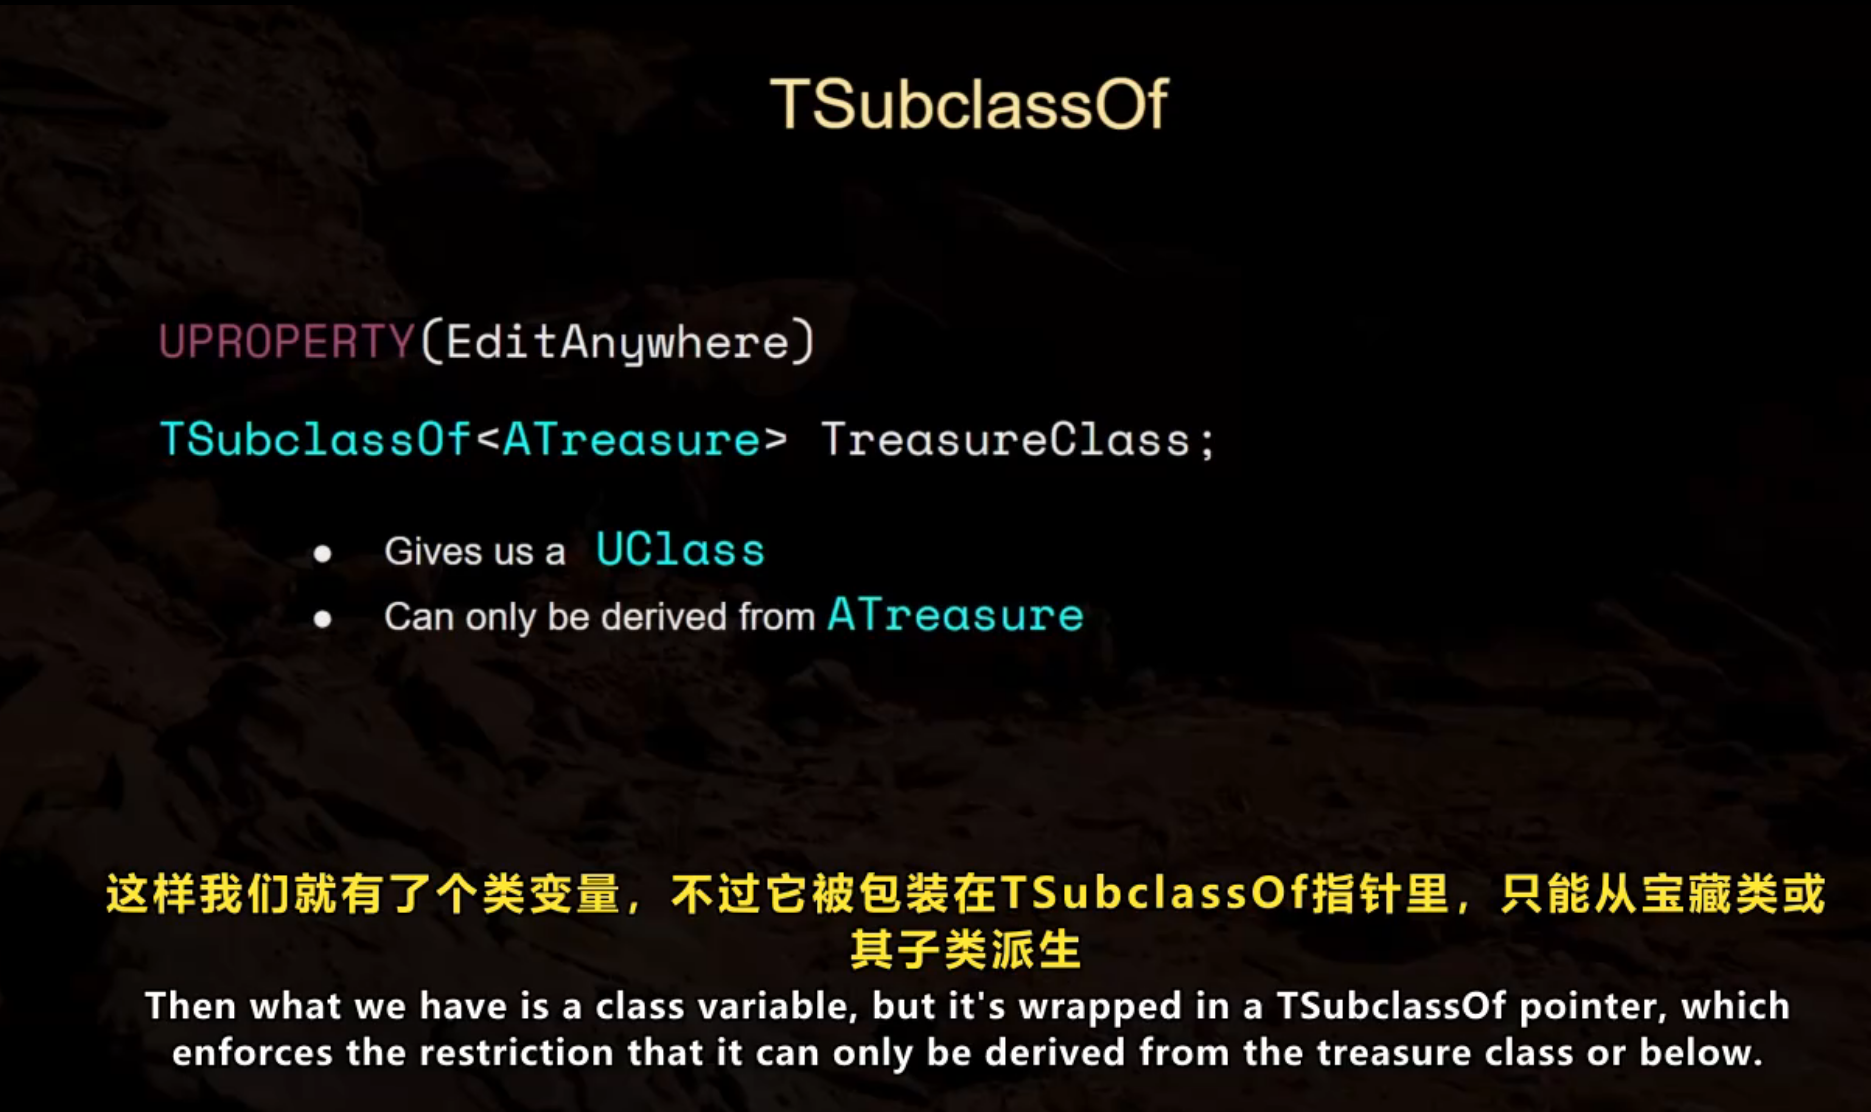 TSubclassOf
UPROPERTY(EditAnywhere)
TSubclassOf<ATreasure> TreasureClass;
● Gives us a UClass
● Can only be derived from ATreasure
这样我们就有了个类变量，不过它被包装在TSubclassOf指针里，只能从宝藏类或
其子类派生
Then what we have is a class variable, but it's wrapped in a TSubclassOf pointer, which
enforces the restriction that it can only be derived from the treasure class or below.